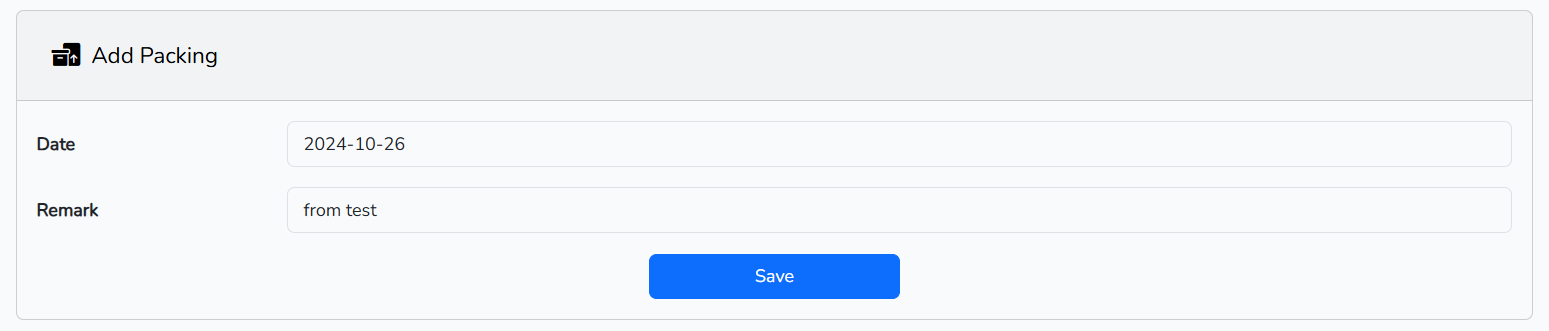 Add Packing
Date
2024-10-26
Remark
from test
Save